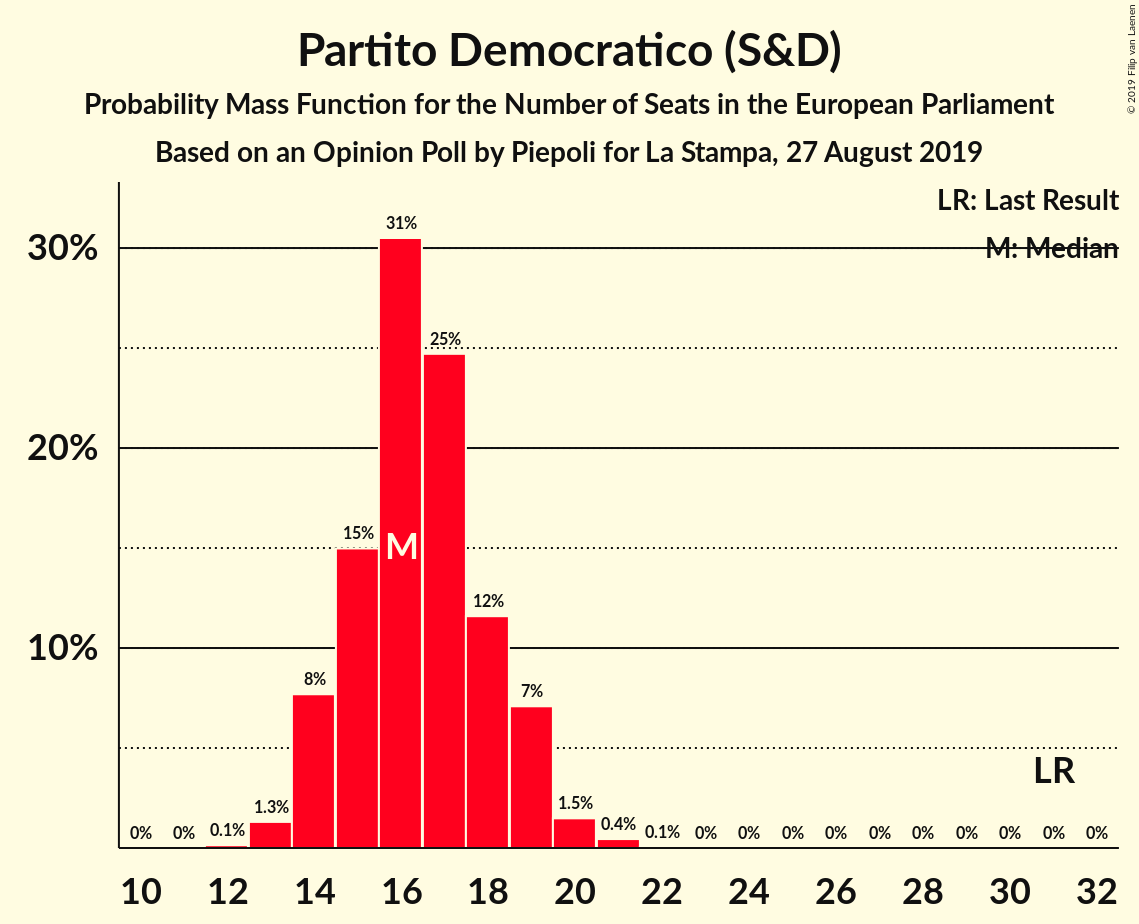 Partito Democratico (S&D)
Probability Mass Function for the Number of Seats in the European Parliament
Based on an Opinion Poll by Piepoli for La Stampa, 27 August 2019
© 2019 Filip van Laenen
LR: Last Result
M: Median
30%
20%
10%
0% 0% 0.1% 1.3% 8% 15% 31% 25% 12% 7% 1.5% 0.4% 0.1% 0% 0% 0% 0% 0% 0% 0% 0% 0% 0%
M
LR
10 12 14 16 18 20 22 24 26 28 30 32